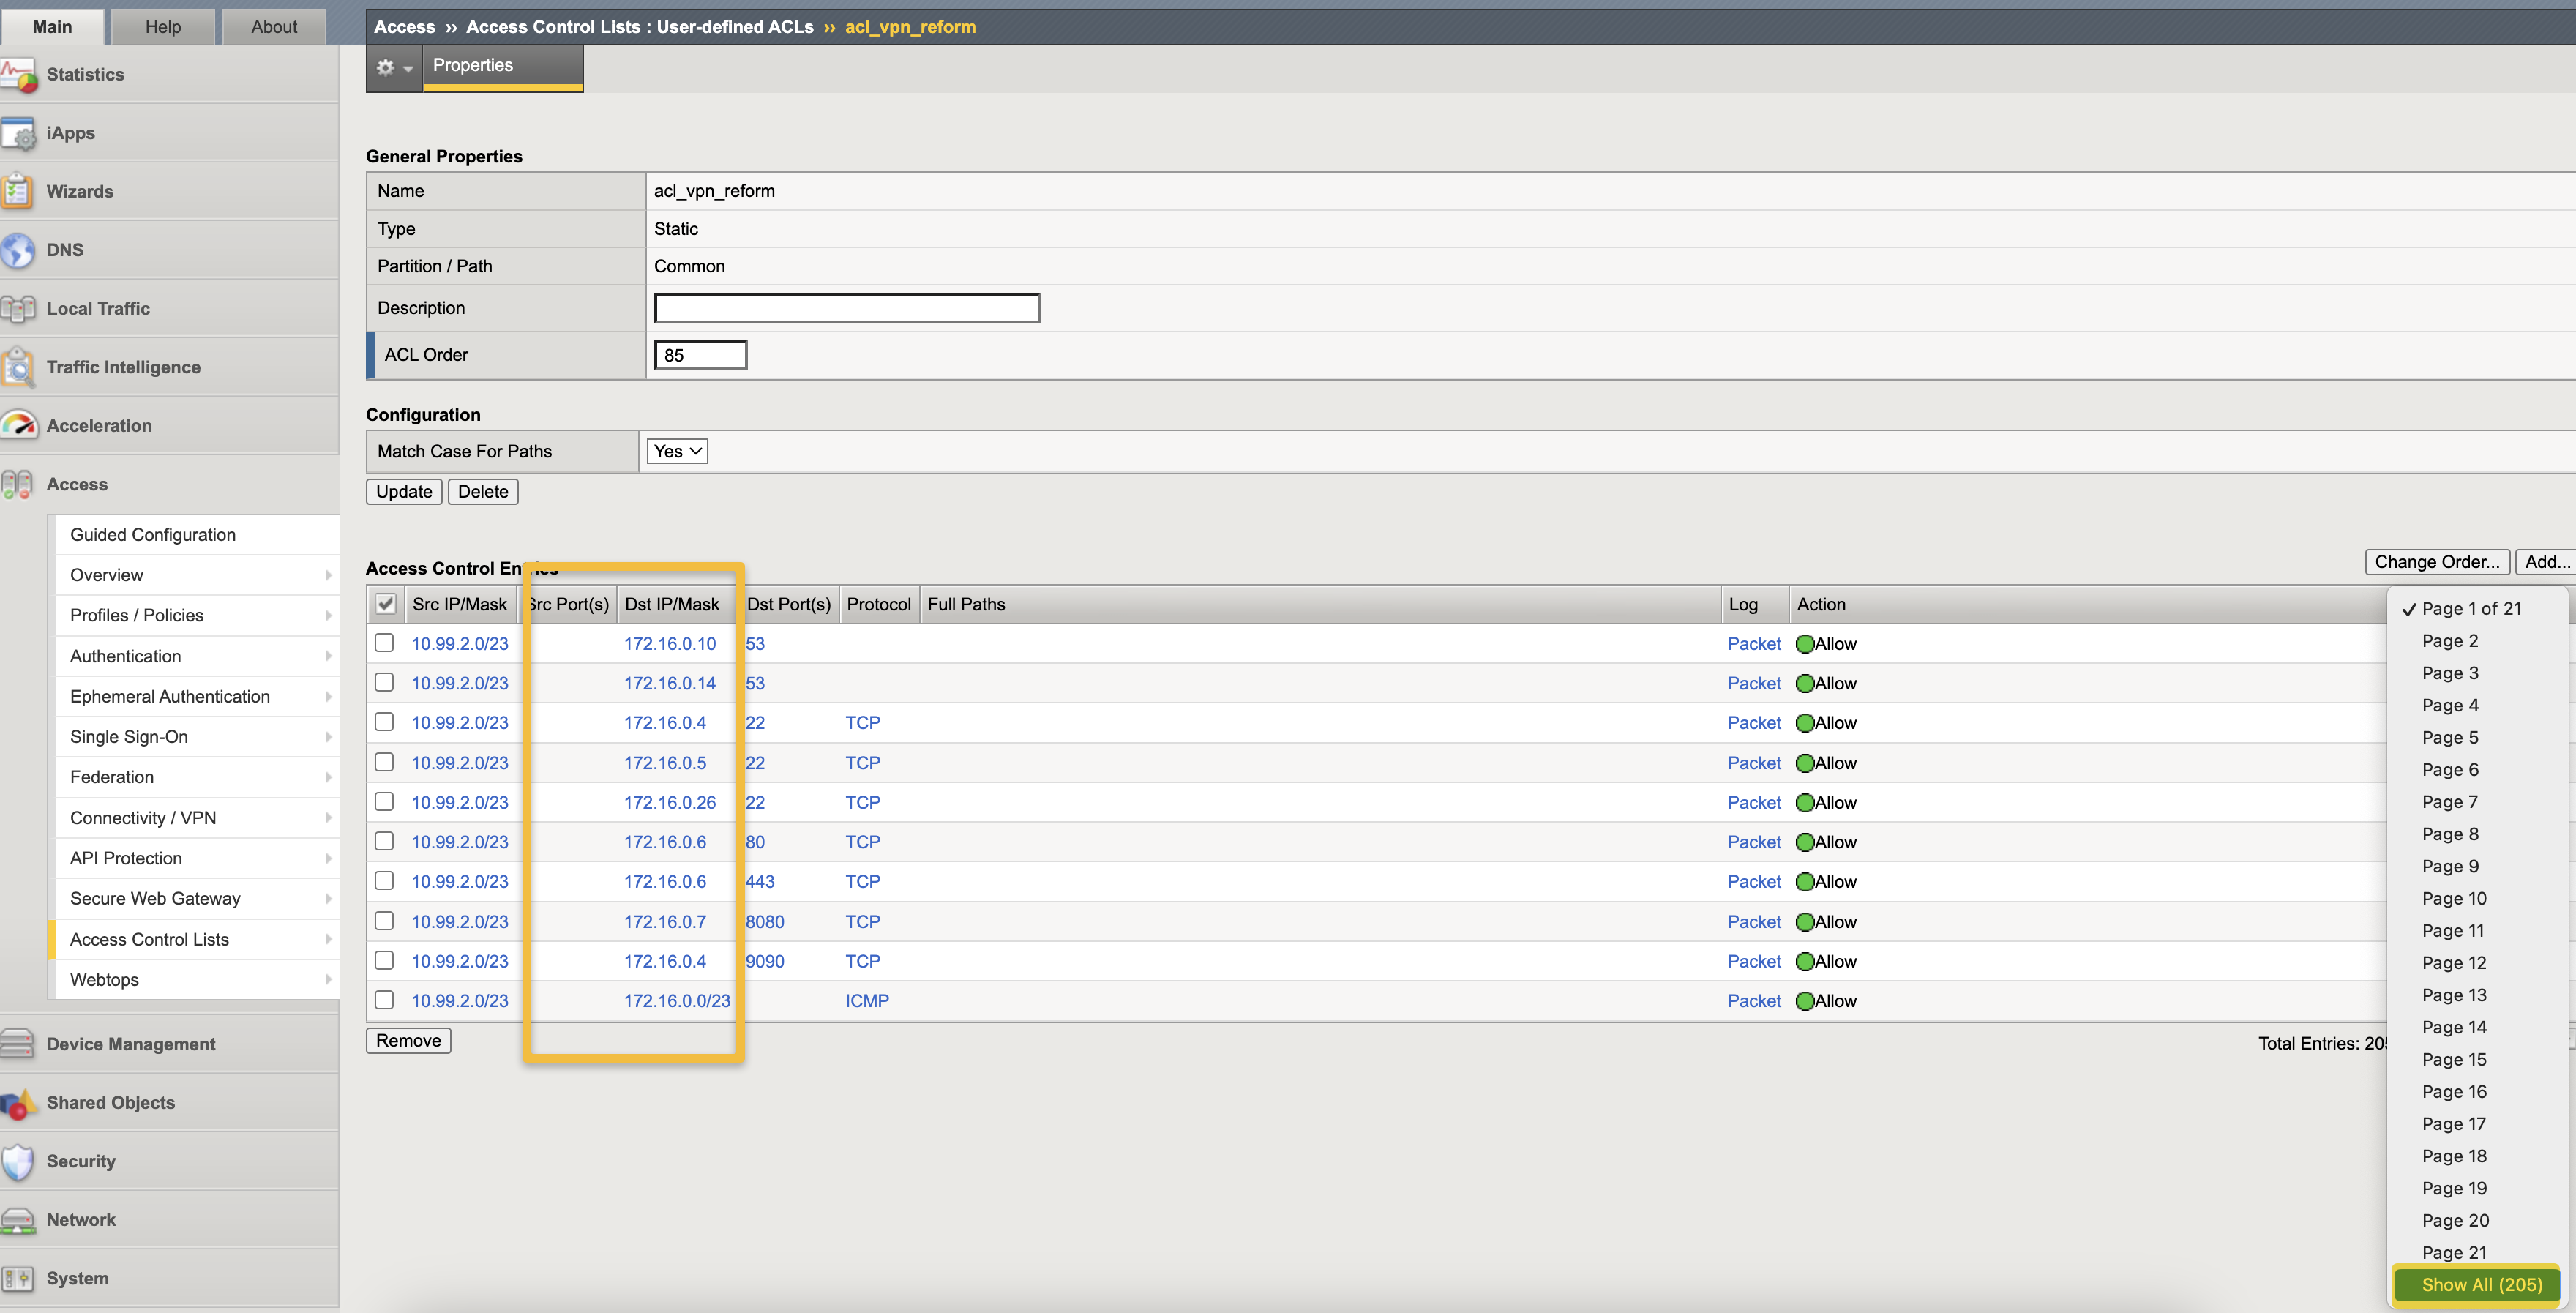 Main
Help
About
Access ›› Access Control Lists : User-defined ACLs ›› acl_vpn_reform
Properties
Statistics
iApps
Wizards
DNS
Local Traffic
Traffic Intelligence
Acceleration
Access
Guided Configuration
Overview
Profiles / Policies
Authentication
Ephemeral Authentication
Single Sign-On
Federation
Connectivity / VPN
API Protection
Secure Web Gateway
Access Control Lists
Webtops
Device Management
Shared Objects
Security
Network
System
General Properties
Name acl_vpn_reform
Type Static
Partition / Path Common
Description
ACL Order 85
Configuration
Match Case For Paths Yes
Update Delete
Access Control Entries
Change Order... Add...
Src IP/Mask Src Port(s) Dst IP/Mask Dst Port(s) Protocol Full Paths Log Action
10.99.2.0/23 172.16.0.10 53 Packet Allow
10.99.2.0/23 172.16.0.14 53 Packet Allow
10.99.2.0/23 172.16.0.4 22 TCP Packet Allow
10.99.2.0/23 172.16.0.5 22 TCP Packet Allow
10.99.2.0/23 172.16.0.26 22 TCP Packet Allow
10.99.2.0/23 172.16.0.6 80 TCP Packet Allow
10.99.2.0/23 172.16.0.6 443 TCP Packet Allow
10.99.2.0/23 172.16.0.7 8080 TCP Packet Allow
10.99.2.0/23 172.16.0.4 9090 TCP Packet Allow
10.99.2.0/23 172.16.0.0/23 ICMP Packet Allow
Remove
Total Entries: 205
✓ Page 1 of 21
Page 2
Page 3
Page 4
Page 5
Page 6
Page 7
Page 8
Page 9
Page 10
Page 11
Page 12
Page 13
Page 14
Page 15
Page 16
Page 17
Page 18
Page 19
Page 20
Page 21
Show All (205)